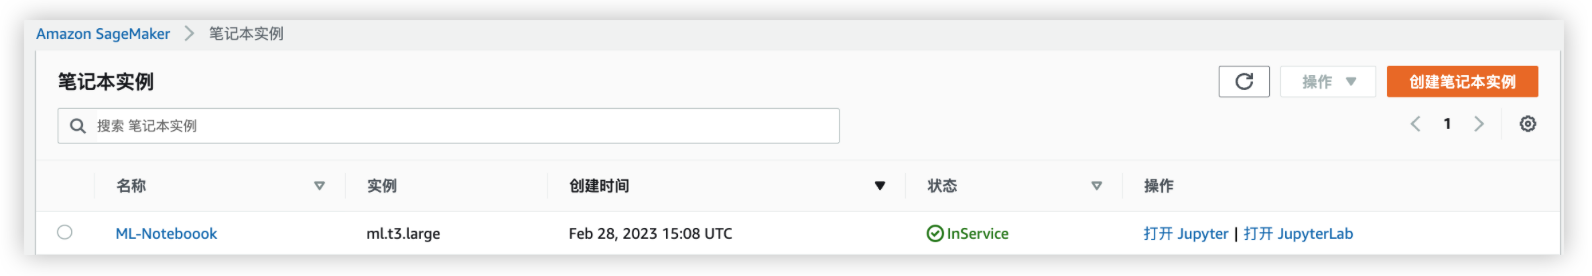 Amazon SageMaker > 笔记本实例
笔记本实例
操作 ▼ 创建笔记本实例
搜索 笔记本实例
< 1 >
名称 实例 创建时间 状态 操作
ML-Noteboook ml.t3.large Feb 28, 2023 15:08 UTC InService 打开 Jupyter | 打开 JupyterLab